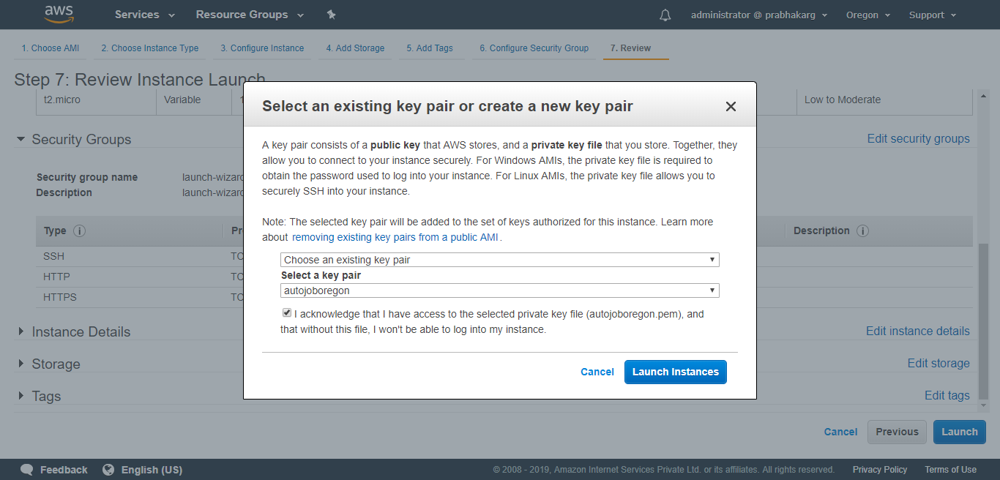 aws Services Resource Groups administrator @ prabhakarg Oregon Support
1. Choose AMI 2. Choose Instance Type 3. Configure Instance 4. Add Storage 5. Add Tags 6. Configure Security Group 7. Review
Step 7: Review Instance Launch
t2.micro Variable Low to Moderate
Security Groups Edit security groups
Security group name launch-wizard
Description launch-wizard
Type i Description i
SSH
HTTP
HTTPS
Instance Details Edit instance details
Storage Edit storage
Tags Edit tags
Select an existing key pair or create a new key pair
A key pair consists of a public key that AWS stores, and a private key file that you store. Together, they
allow you to connect to your instance securely. For Windows AMIs, the private key file is required to
obtain the password used to log into your instance. For Linux AMIs, the private key file allows you to
securely SSH into your instance.
Note: The selected key pair will be added to the set of keys authorized for this instance. Learn more
about removing existing key pairs from a public AMI.
Choose an existing key pair
Select a key pair
autojoboregon
I acknowledge that I have access to the selected private key file (autojoboregon.pem), and
that without this file, I won't be able to log into my instance.
Cancel Launch Instances
Cancel Previous Launch
Feedback English (US) © 2008 - 2019, Amazon Internet Services Private Ltd. or its affiliates. All rights reserved. Privacy Policy Terms of Use